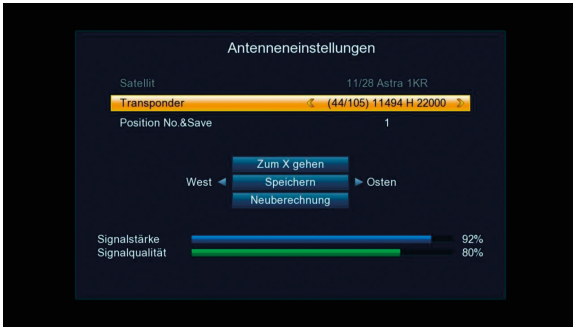 Antenneneinstellungen
Satellit 11/28 Astra 1KR
Transponder (44/105) 11494 H 22000
Position No.&Save 1
Zum X gehen
West Speichern Osten
Neuberechnung
Signalstärke 92%
Signalqualität 80%